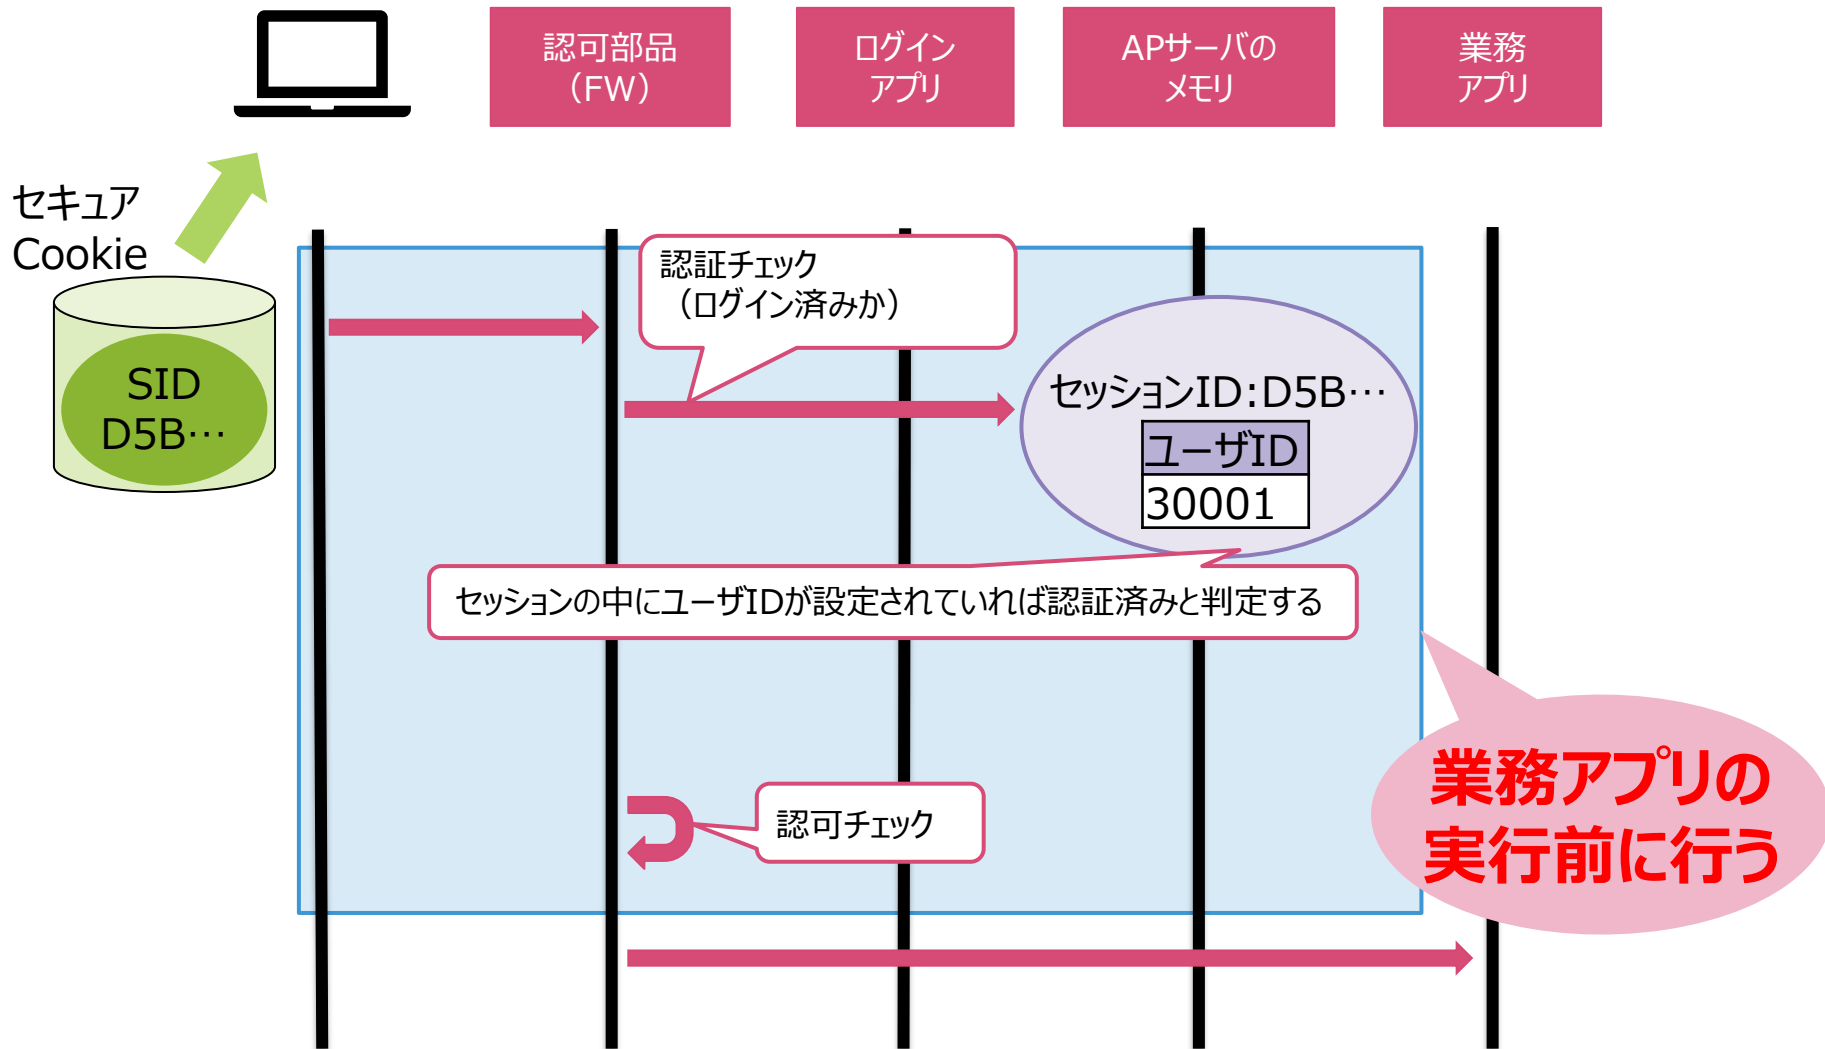 認可部品
（FW）
ログイン
アプリ
APサーバの
メモリ
業務
アプリ
セキュア
Cookie
SID
D5B…
認証チェック
（ログイン済みか）
セッションID:D5B…
ユーザID
30001
セッションの中にユーザIDが設定されていれば認証済みと判定する
認可チェック
業務アプリの
実行前に行う